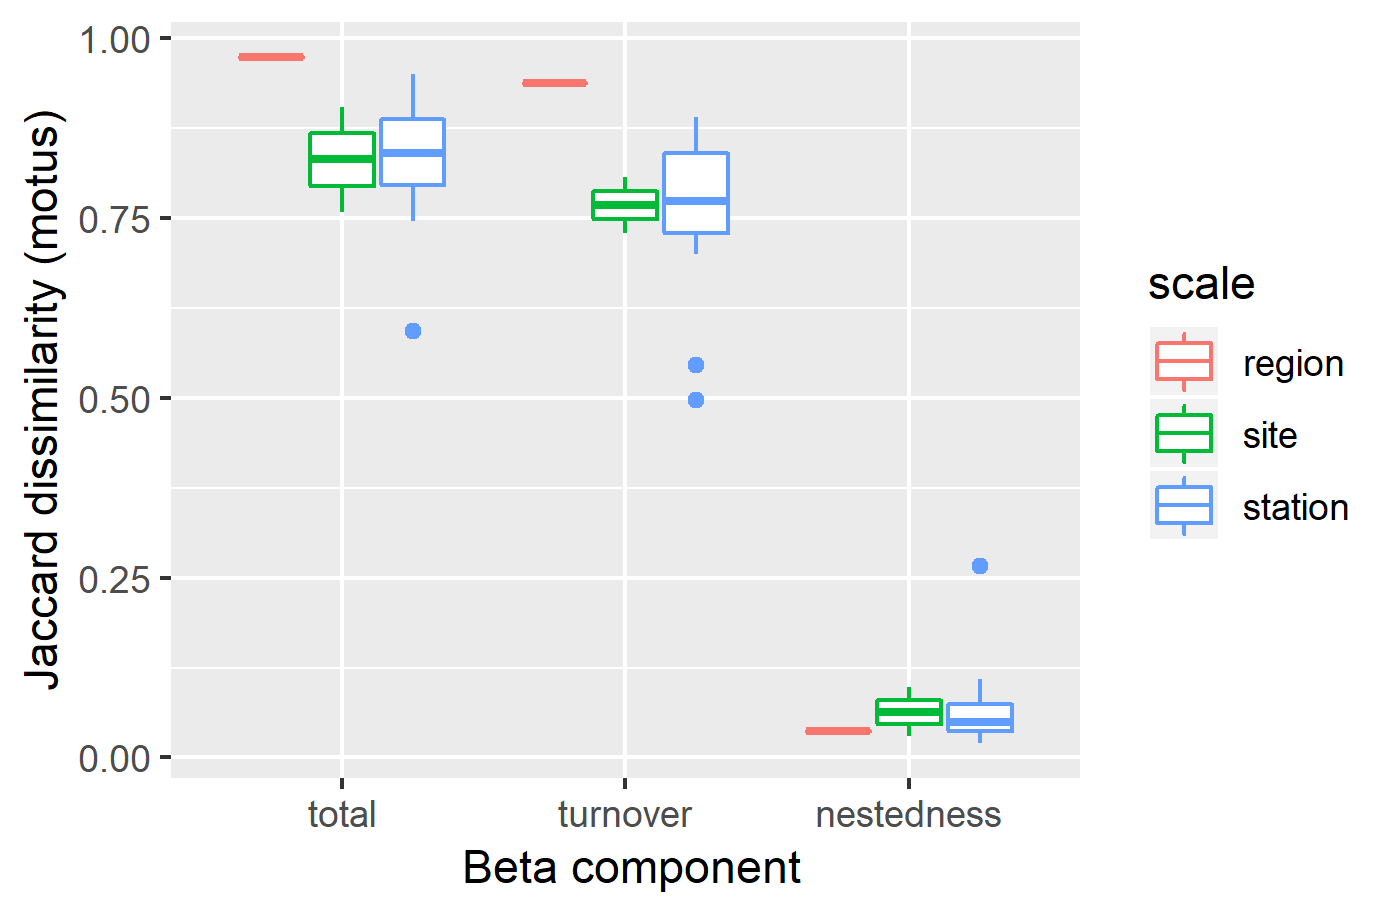 Jaccard dissimilarity (motus)
1.00
0.75
0.50
0.25
0.00
total
turnover
nestedness
Beta component
scale
region
site
station